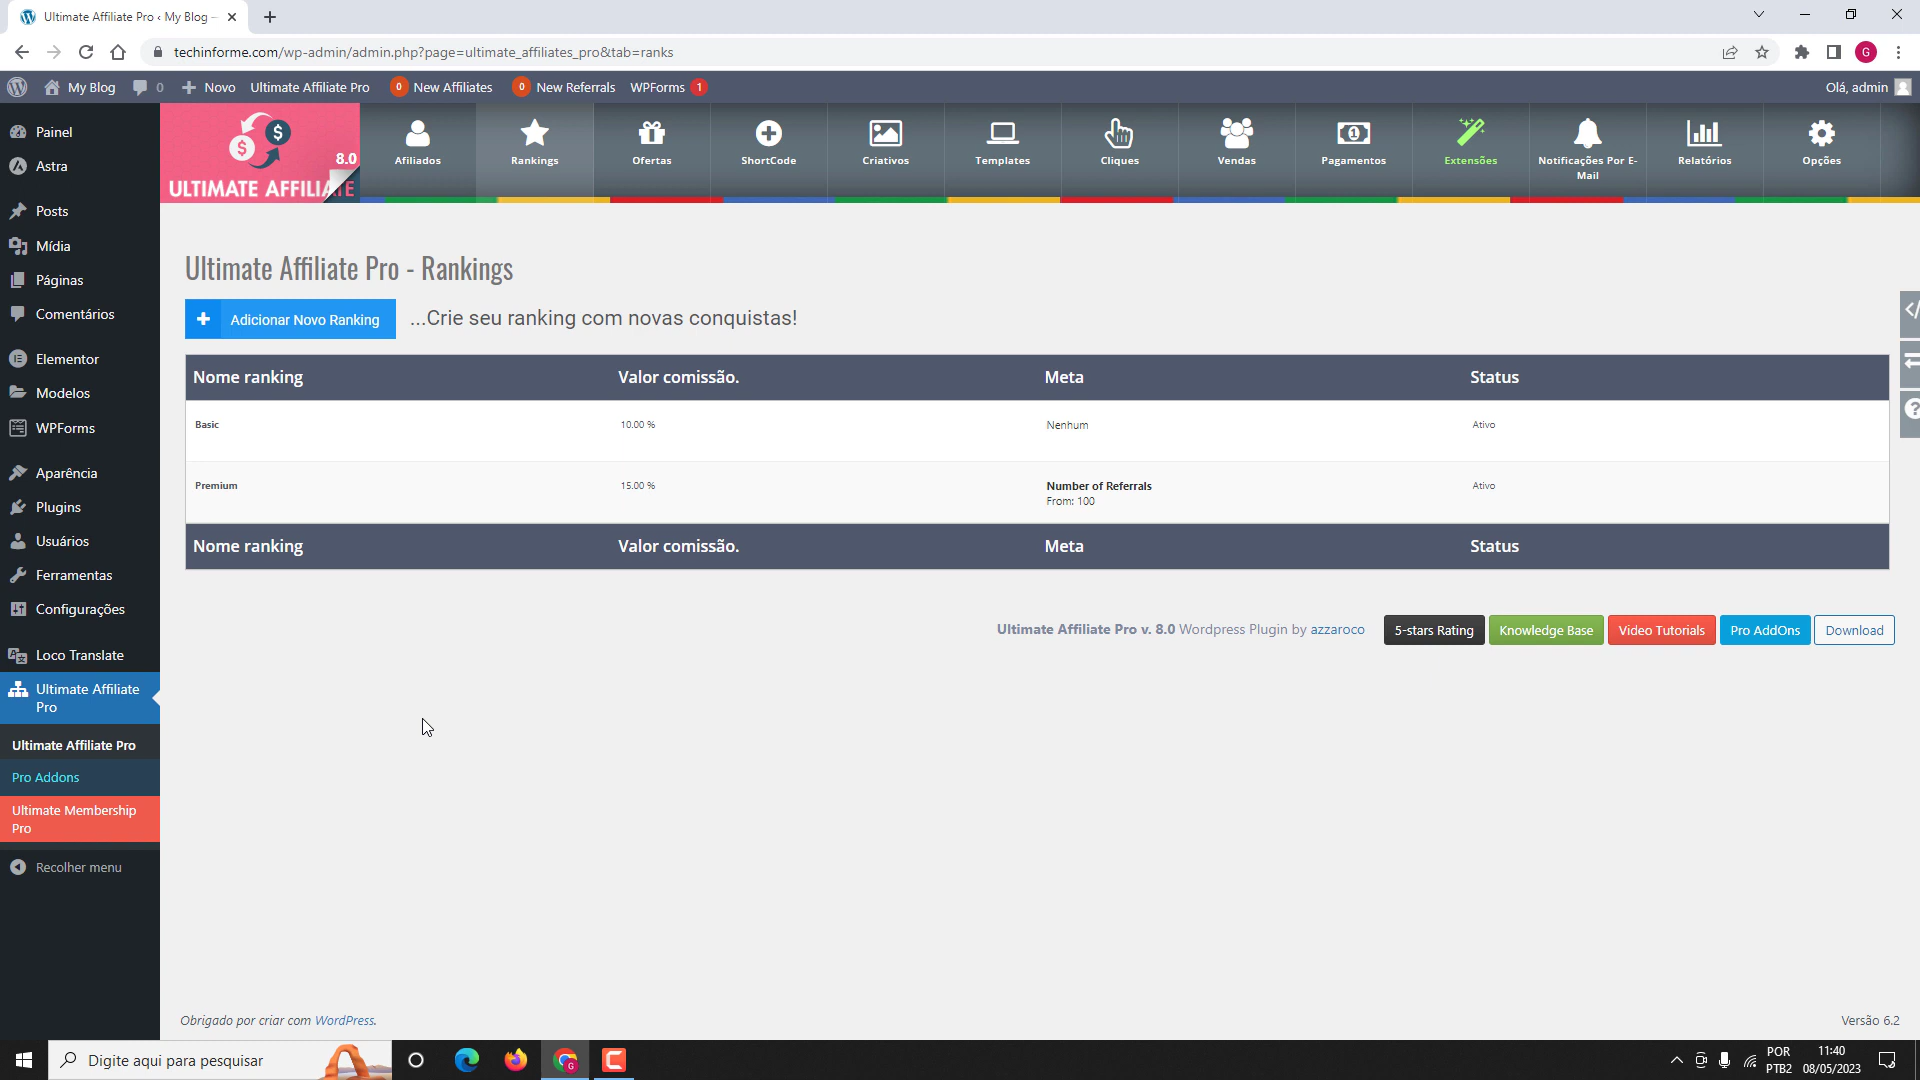 Ultimate Affiliate Pro ‹ My Blog –
techinforme.com/wp-admin/admin.php?page=ultimate_affiliates_pro&tab=ranks
G
My Blog 0 Novo Ultimate Affiliate Pro 0 New Affiliates 0 New Referrals WPForms 1 Olá, admin
Painel
Astra
Posts
Mídia
Páginas
Comentários
Elementor
Modelos
WPForms
Aparência
Plugins
Usuários
Ferramentas
Configurações
Loco Translate
Ultimate Affiliate
Pro
Ultimate Affiliate Pro
Pro Addons
Ultimate Membership
Pro
Recolher menu
8.0
ULTIMATE AFFILIATE
Afiliados
Rankings
Ofertas
ShortCode
Criativos
Templates
Cliques
Vendas
Pagamentos
Extensões
Notificações Por E-
Mail
Relatórios
Opções
Ultimate Affiliate Pro - Rankings
Adicionar Novo Ranking ...Crie seu ranking com novas conquistas!
Nome ranking Valor comissão. Meta Status
Basic 10.00 % Nenhum Ativo
Premium 15.00 % Number of Referrals Ativo
From: 100
Nome ranking Valor comissão. Meta Status
Ultimate Affiliate Pro v. 8.0 Wordpress Plugin by azzaroco 5-stars Rating Knowledge Base Video Tutorials Pro AddOns Download
Obrigado por criar com WordPress. Versão 6.2
Digite aqui para pesquisar
POR
PTB2
11:40
08/05/2023